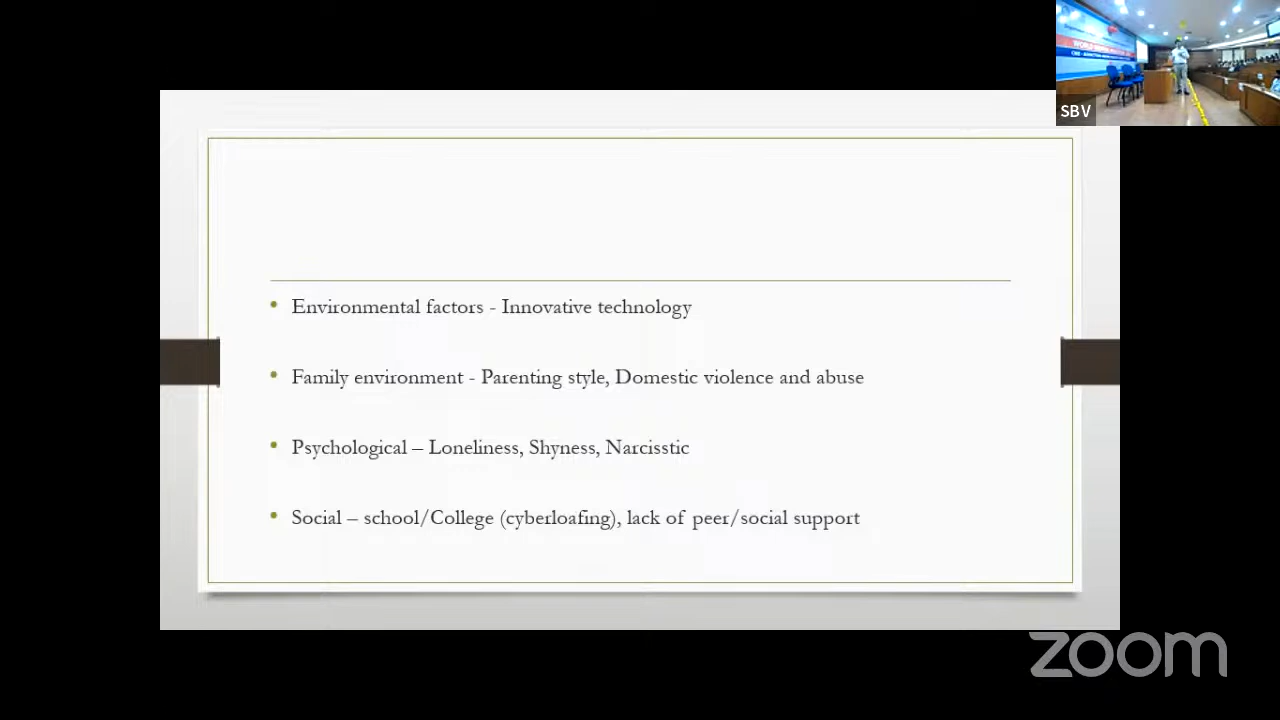 SBV
Environmental factors - Innovative technology
Family environment - Parenting style, Domestic violence and abuse
Psychological – Loneliness, Shyness, Narcisstic
Social – school/College (cyberloafing), lack of peer/social support
zoom